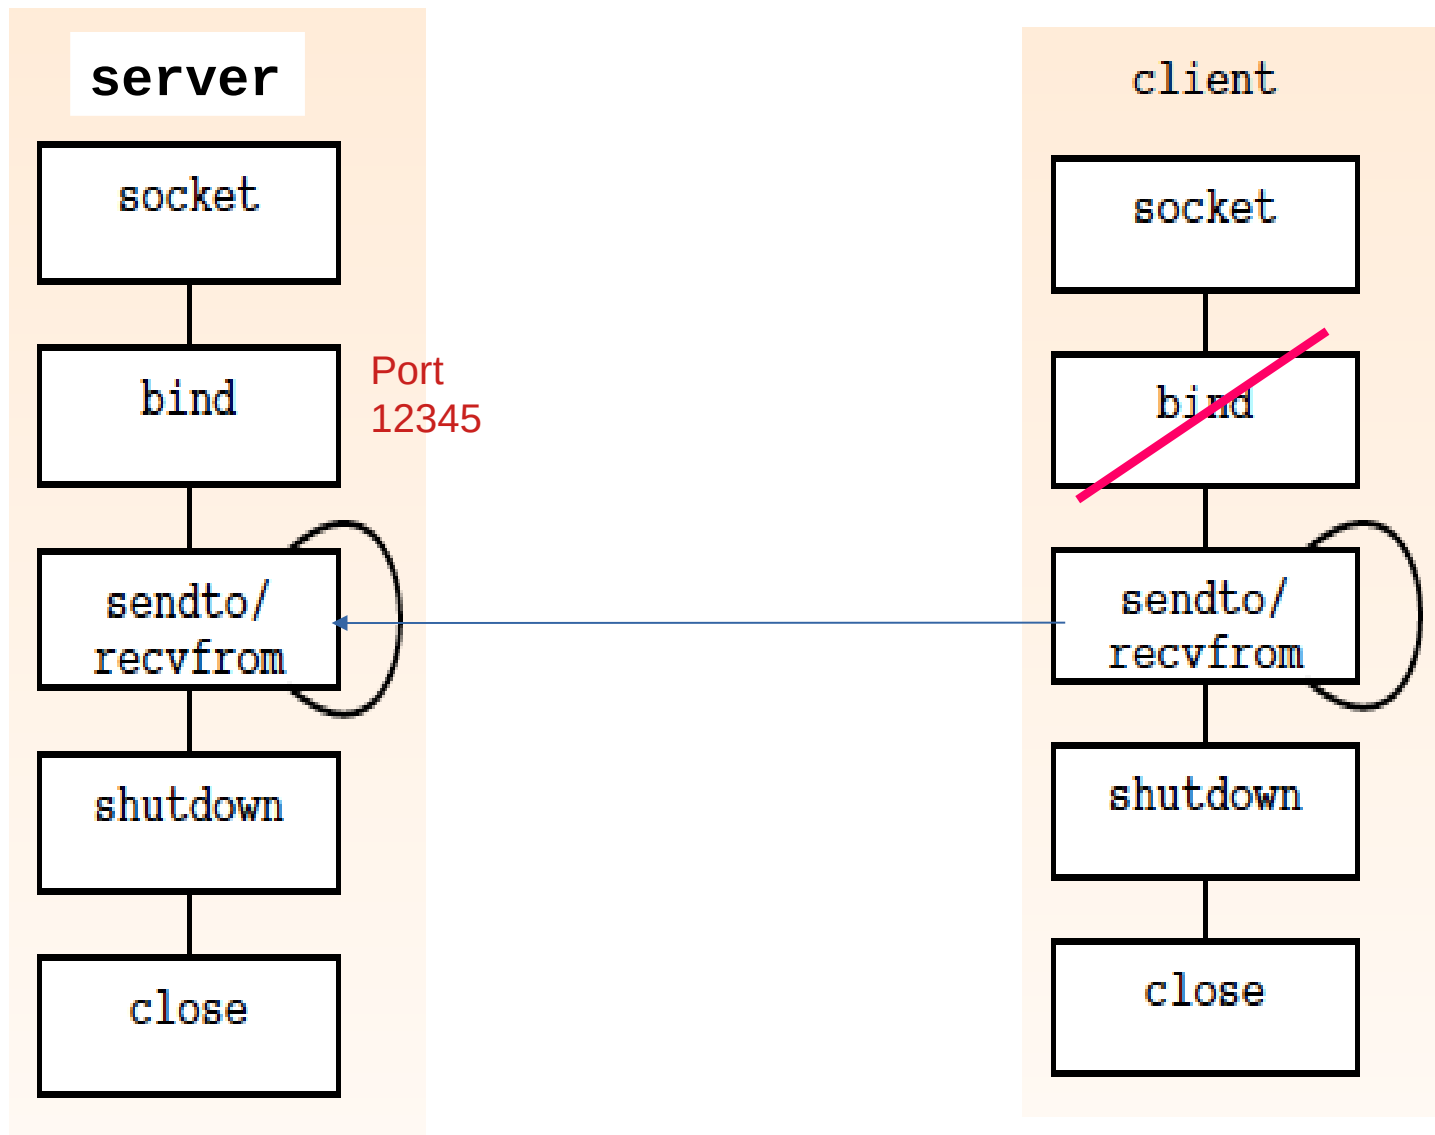 server
socket
bind
Port
12345
sendto/
recvfrom
shutdown
close
client
socket
bind
sendto/
recvfrom
shutdown
close